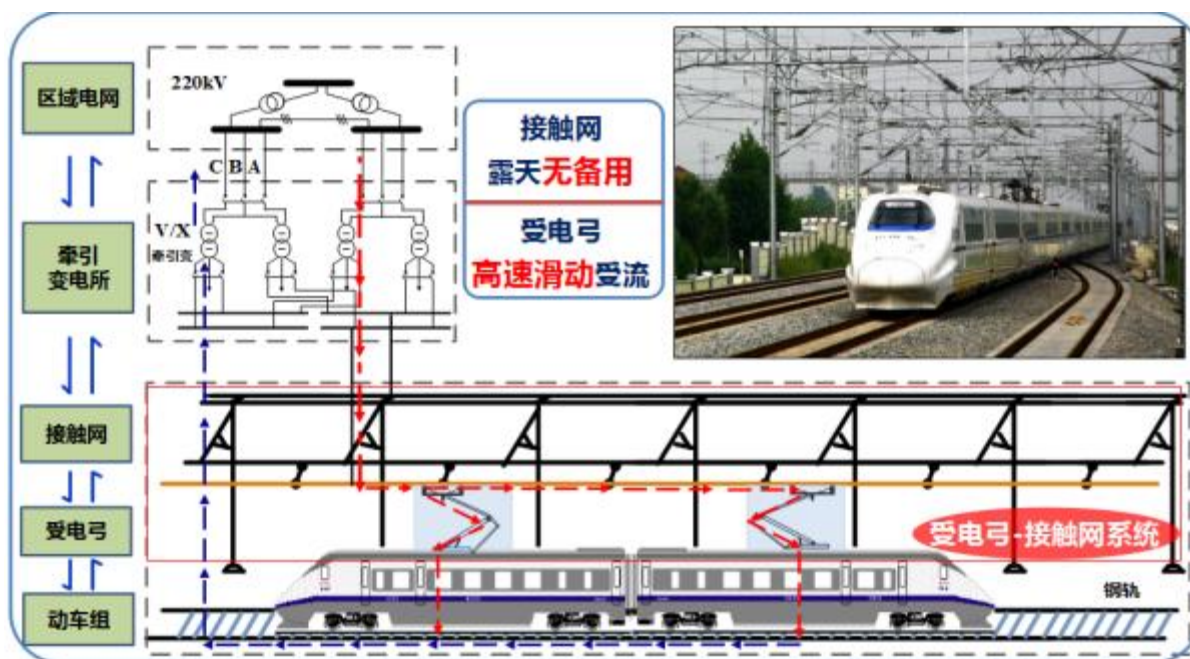 区域电网
牵引
变电所
接触网
受电弓
动车组
220kV
C B A
V/X
牵引变
接触网
露天无备用
受电弓
高速滑动受流
受电弓-接触网系统
钢轨